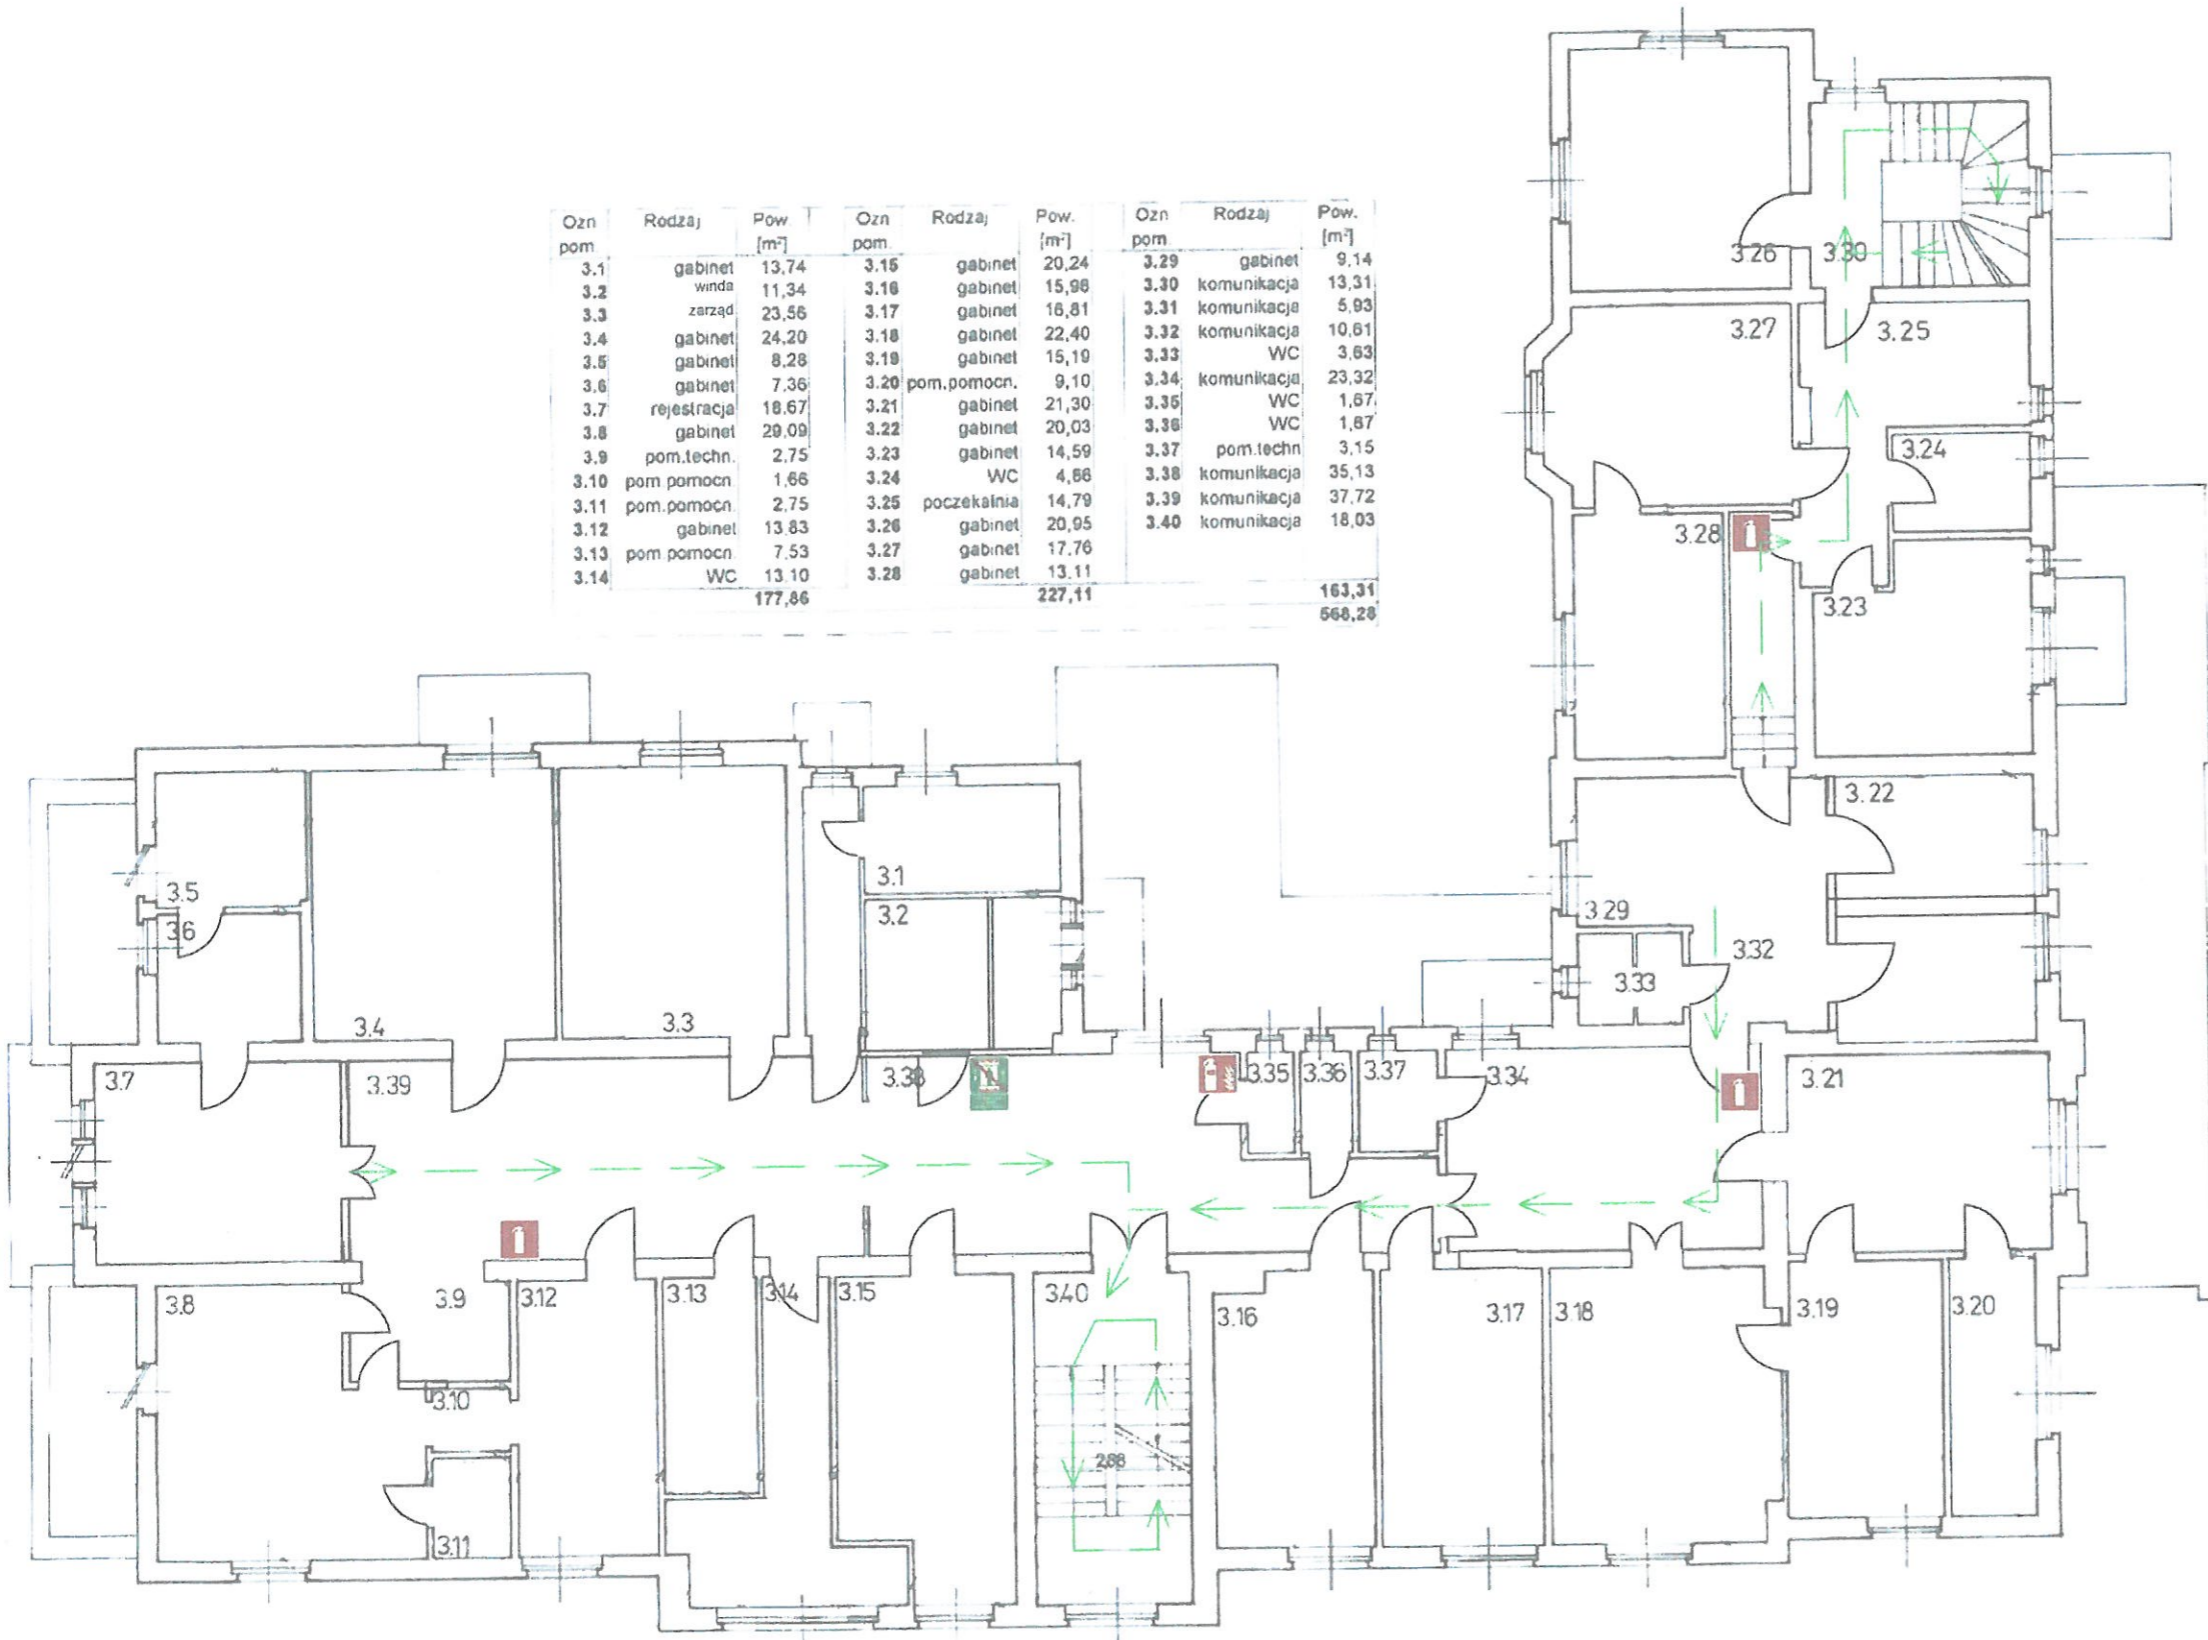 Ozn Rodzaj Pow Ozn Rodzaj Pow. Ozn Rodzaj Pow.
pom. [m²] pom. [m²] pom. [m²]
3.1 gabinet 13,74 3.15 gabinet 20,24 3.29 gabinet 9,14
3.2 winda 11,34 3.16 gabinet 15,98 3.30 komunikacja 13,31
3.3 zarząd 23,56 3.17 gabinet 16,81 3.31 komunikacja 5,93
3.4 gabinet 24,20 3.18 gabinet 22,40 3.32 komunikacja 10,61
3.5 gabinet 8,28 3.19 gabinet 15,19 3.33 WC 3,63
3.6 gabinet 7,36 3.20 pom.pomocn. 9,10 3.34 komunikacja 23,32
3.7 rejestracja 18,67 3.21 gabinet 21,30 3.35 WC 1,67
3.8 gabinet 29,09 3.22 gabinet 20,03 3.36 WC 1,67
3.9 pom.techn. 2,75 3.23 gabinet 14,59 3.37 pom.techn 3,15
3.10 pom.pomocn. 1,66 3.24 WC 4,66 3.38 komunikacja 35,13
3.11 pom.pomocn. 2,75 3.25 poczekalnia 14,79 3.39 komunikacja 37,72
3.12 gabinet 13,83 3.26 gabinet 20,95 3.40 komunikacja 18,03
3.13 pom.pomocn. 7,53 3.27 gabinet 17,76
3.14 WC 13,10 3.28 gabinet 13,11
177,86 227,11 163,31
568,28
3.26 3.30
3.27 3.25
3.24
3.28
3.23
3.22
3.5 3.1
3.6 3.2 3.29
3.32
3.33
3.4 3.3
3.7 3.39 3.38 3.35 3.36 3.37 3.34 3.21
3.8 3.9 3.12 3.13 3.14 3.15 3.40 3.16 3.17 3.18 3.19 3.20
3.10
2.88
3.11